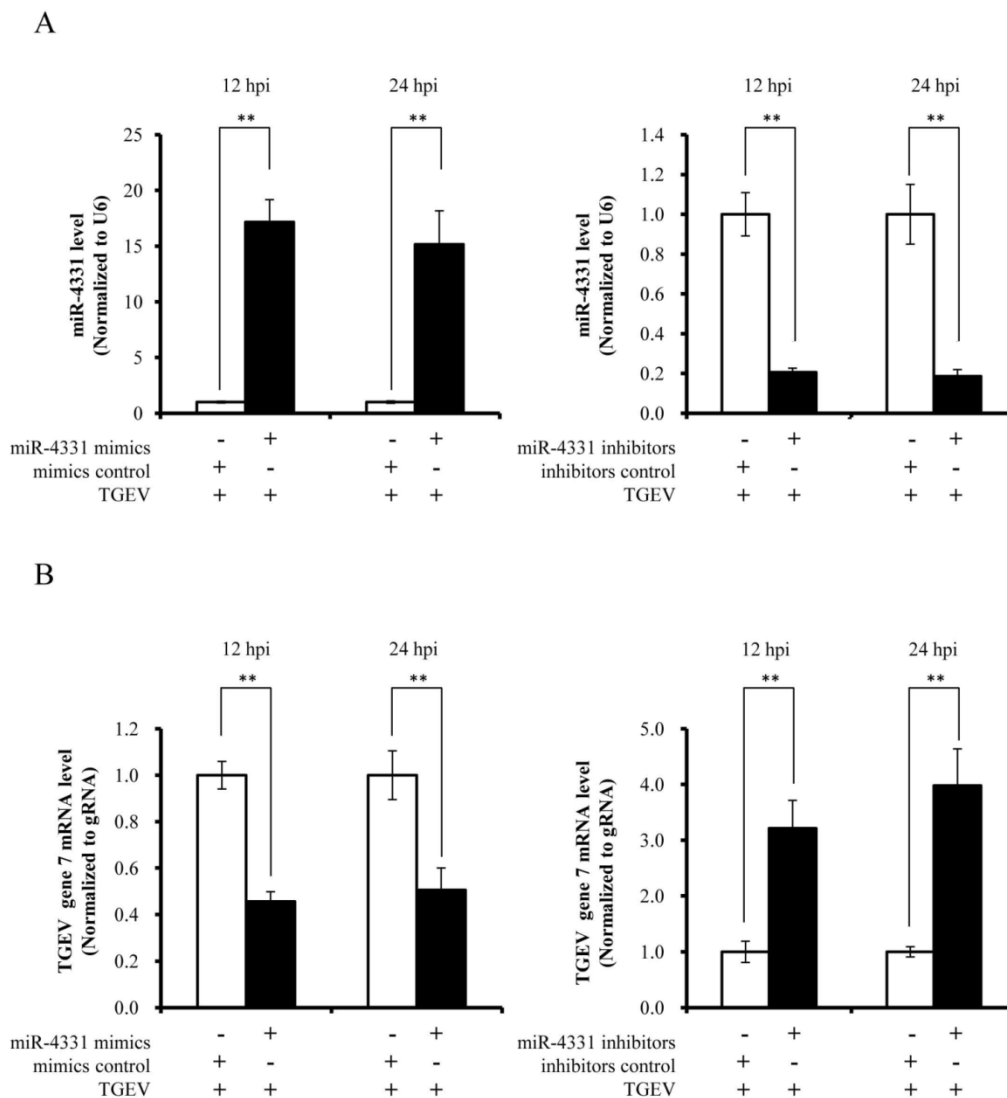 A
12 hpi 24 hpi
** **
miR-4331 level
(Normalized to U6)
25
20
15
10
5
0
miR-4331 mimics - + - +
mimics control + - + -
TGEV + + + +
12 hpi 24 hpi
** **
miR-4331 level
(Normalized to U6)
1.4
1.2
1.0
0.8
0.6
0.4
0.2
0.0
miR-4331 inhibitors - + - +
inhibitors control + - + -
TGEV + + + +
B
12 hpi 24 hpi
** **
TGEV gene 7 mRNA level
(Normalized to gRNA)
1.2
1.0
0.8
0.6
0.4
0.2
0.0
miR-4331 mimics - + - +
mimics control + - + -
TGEV + + + +
12 hpi 24 hpi
** **
TGEV gene 7 mRNA level
(Normalized to gRNA)
5.0
4.0
3.0
2.0
1.0
0.0
miR-4331 inhibitors - + - +
inhibitors control + - + -
TGEV + + + +